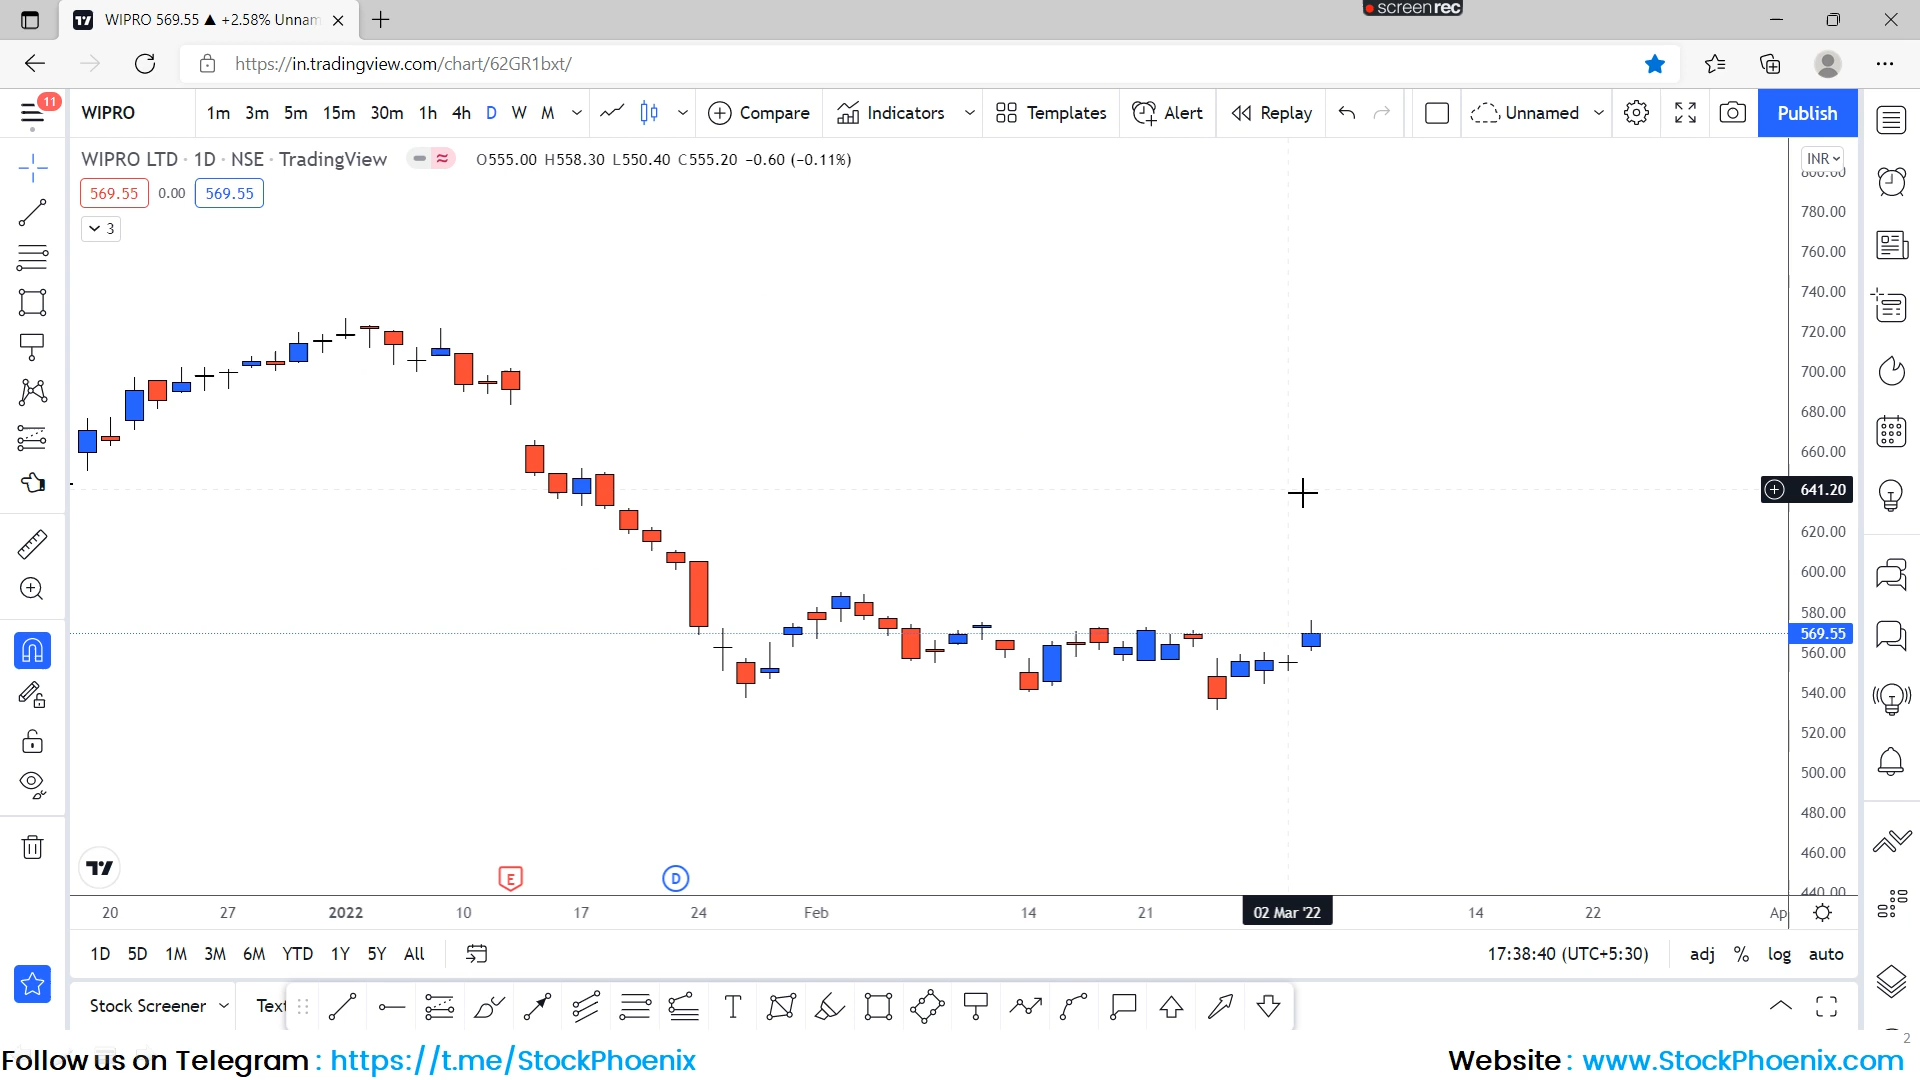 screenrec
WIPRO 569.55 ▲ +2.58% Unnam
https://in.tradingview.com/chart/62GR1bxt/
11
WIPRO 1m 3m 5m 15m 30m 1h 4h D W M Compare Indicators Templates Alert Replay Unnamed Publish
WIPRO LTD · 1D · NSE · TradingView O555.00 H558.30 L550.40 C555.20 −0.60 (−0.11%)
INR
800.00
569.55 0.00 569.55
3
780.00
760.00
740.00
720.00
700.00
680.00
660.00
641.20
620.00
600.00
580.00
569.55
560.00
540.00
520.00
500.00
480.00
460.00
440.00
E D
20 27 2022 10 17 24 Feb 14 21 02 Mar '22 14 22 Ap
1D 5D 1M 3M 6M YTD 1Y 5Y All 17:38:40 (UTC+5:30) adj % log auto
Stock Screener Text T
2
Follow us on Telegram : https://t.me/StockPhoenix Website : www.StockPhoenix.com